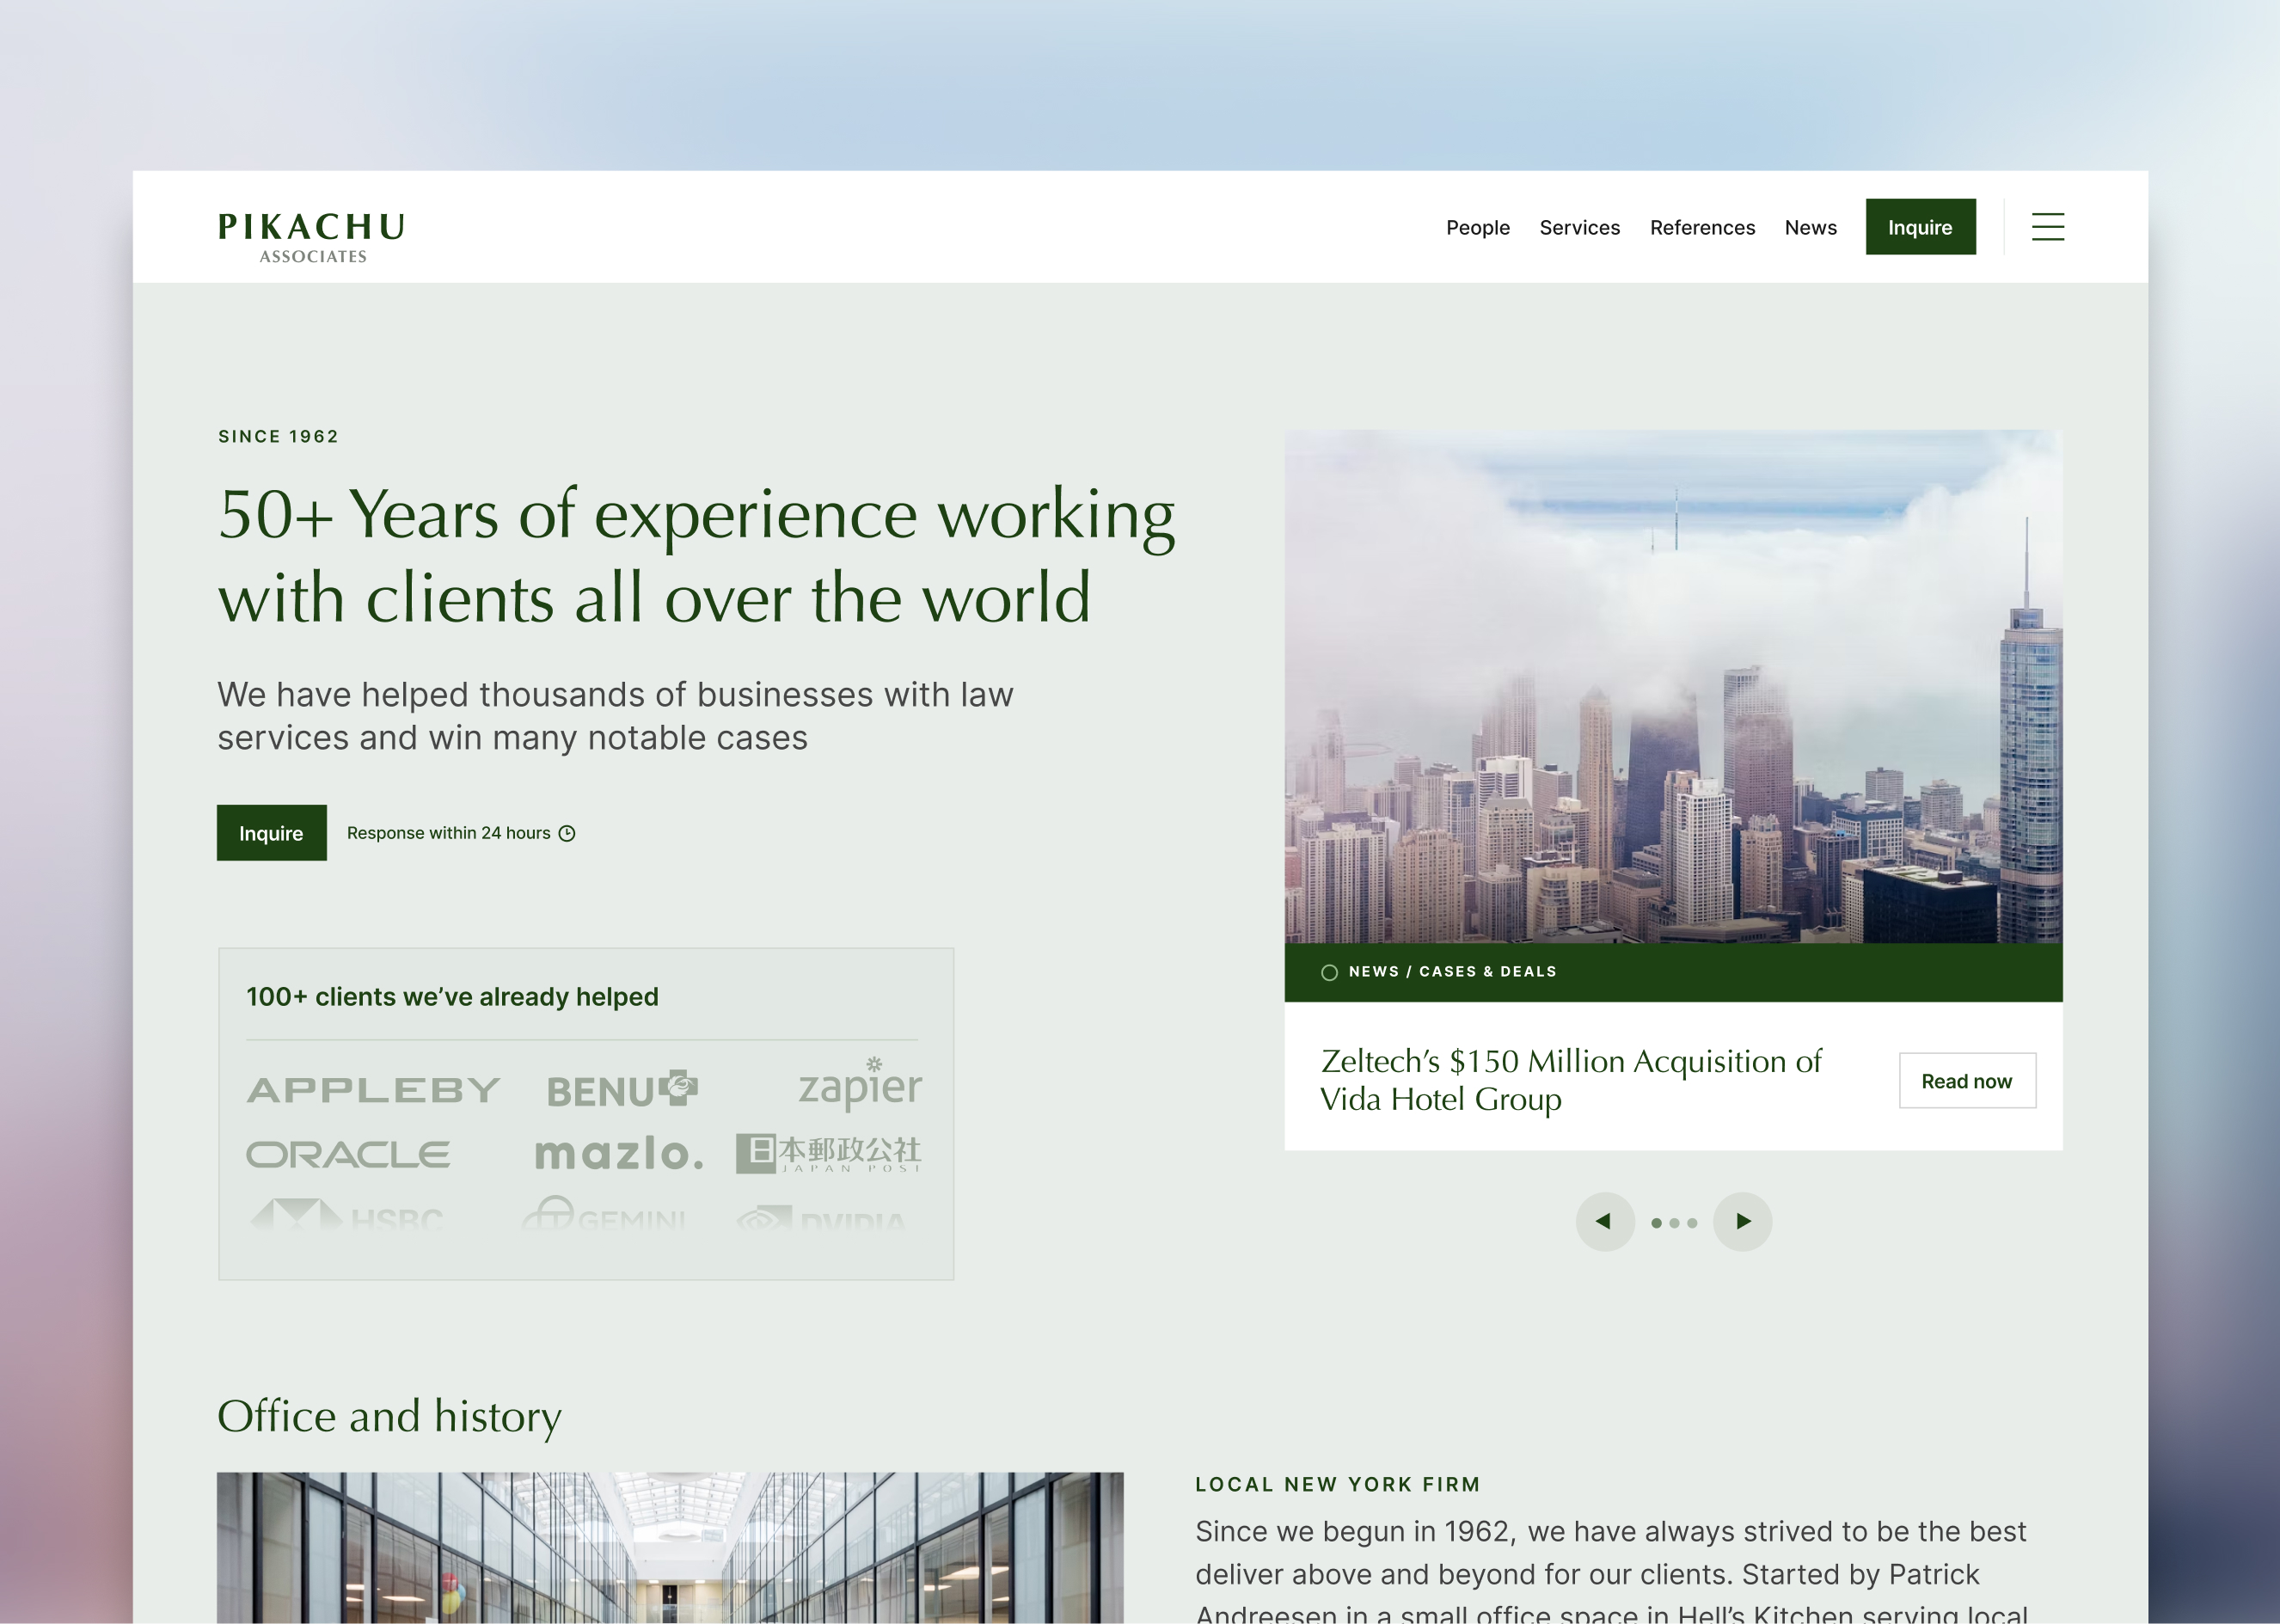 PIKACHU
ASSOCIATES
People Services References News Inquire
SINCE 1962
50+ Years of experience working
with clients all over the world
We have helped thousands of businesses with law
services and win many notable cases
Inquire Response within 24 hours
100+ clients we’ve already helped
APPLEBY BENU zapier
ORACLE mazlo. 日本郵政公社
JAPAN POST
HSBC GEMINI NVIDIA
NEWS / CASES & DEALS
Zeltech’s $150 Million Acquisition of
Vida Hotel Group
Read now
Office and history
LOCAL NEW YORK FIRM
Since we begun in 1962, we have always strived to be the best
deliver above and beyond for our clients. Started by Patrick
Andreesen in a small office space in Hell’s Kitchen serving local